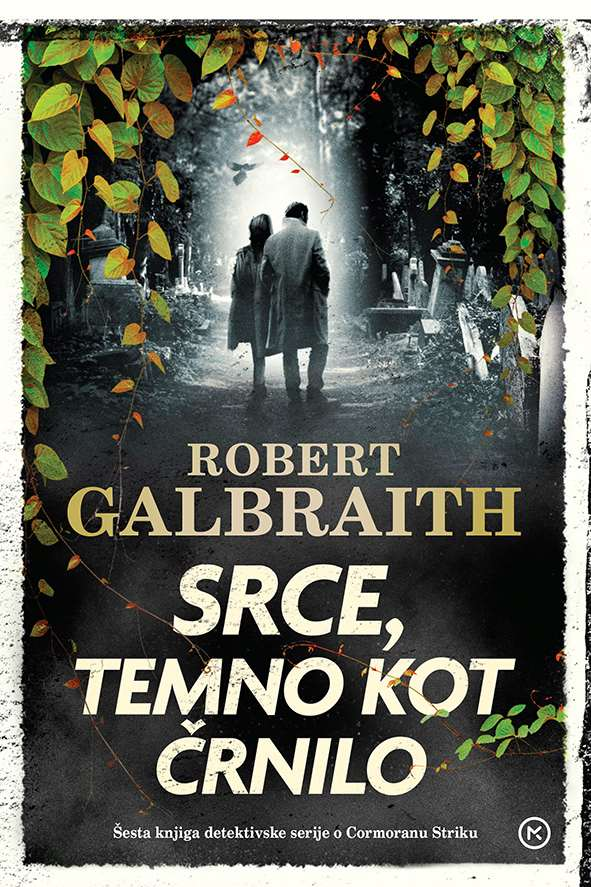 ROBERT
GALBRAITH
SRCE,
TEMNO KOT
ČRNILO
Šesta knjiga detektivske serije o Cormoranu Striku